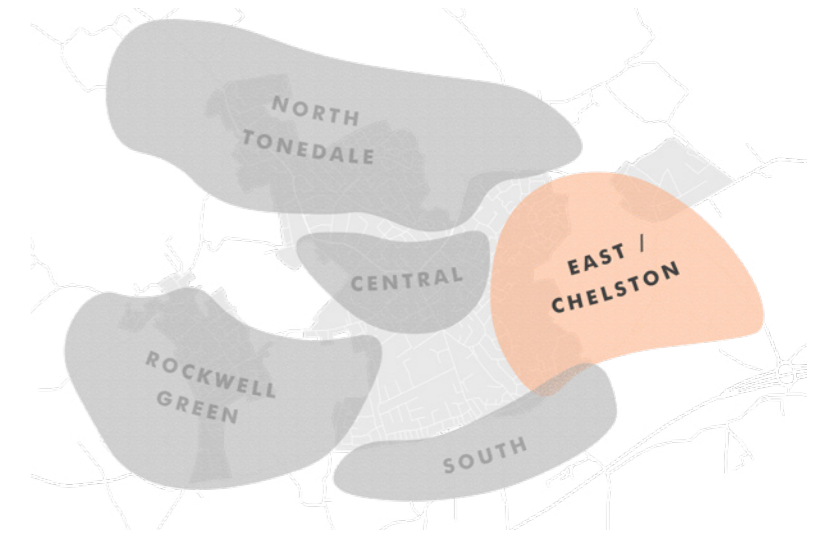 NORTH
TONEDALE
EAST /
CHELSTON
CENTRAL
ROCKWELL
GREEN
SOUTH